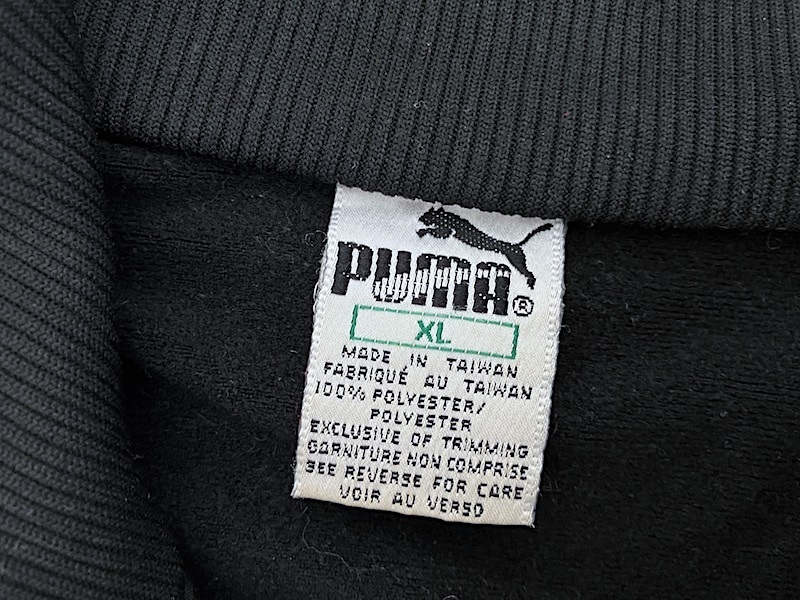 PUMA®
XL
MADE IN TAIWAN
FABRIQUÉ AU TAIWAN
100% POLYESTER/
POLYESTER
EXCLUSIVE OF TRIMMING
GARNITURE NON COMPRISE
SEE REVERSE FOR CARE
VOIR AU VERSO